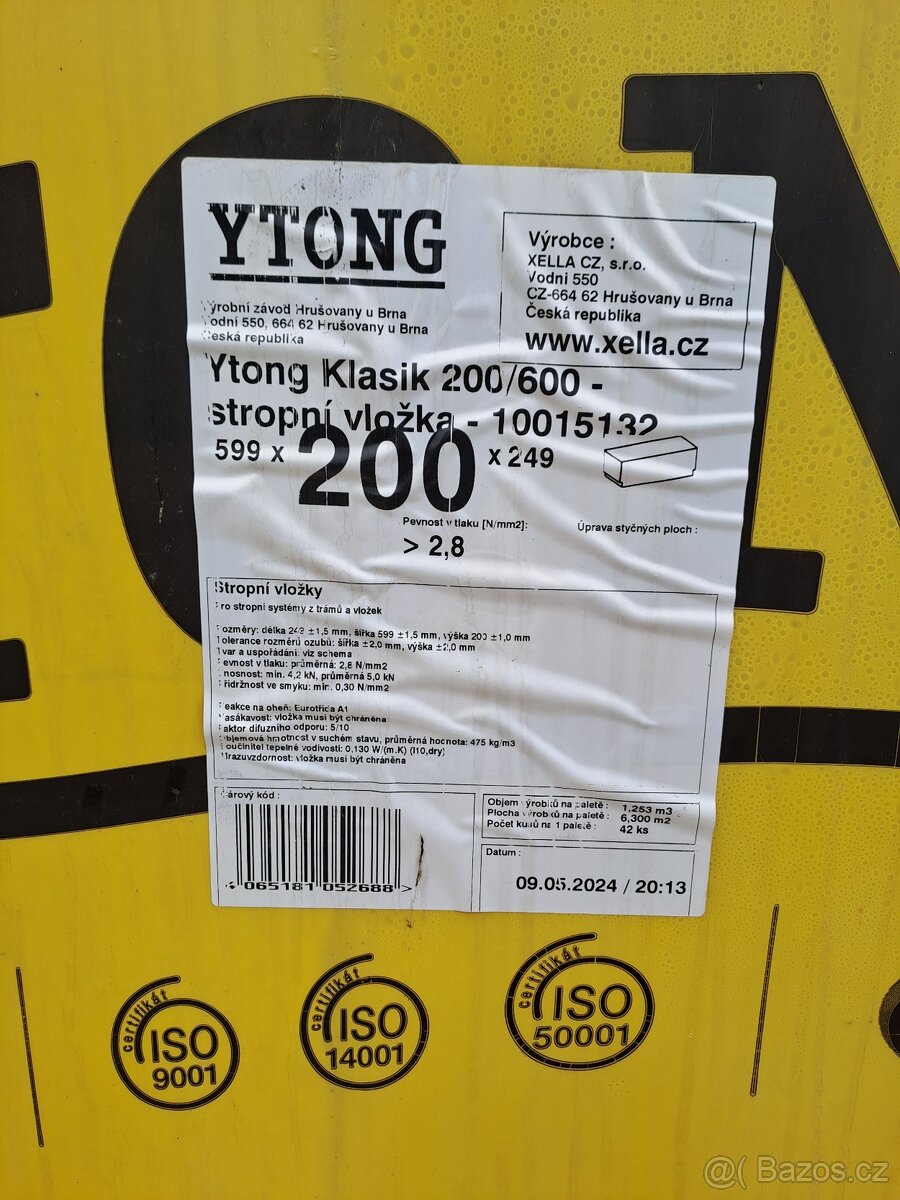 YTONG
Výrobní závod Hrušovany u Brna
Vodní 550, 664 62 Hrušovany u Brna
Česká republika
Výrobce :
XELLA CZ, s.r.o.
Vodní 550
CZ-664 62 Hrušovany u Brna
Česká republika
www.xella.cz
Ytong Klasik 200/600 -
stropní vložka - 10015132
599 x 200 x 249
Pevnost v tlaku [N/mm2]:
> 2,8
Úprava styčných ploch :
Stropní vložky
Pro stropní systémy z trámů a vložek
Rozměry: délka 249 ±1,5 mm, šířka 599 ±1,5 mm, výška 200 ±1,0 mm
Tolerance rozměrů ozubů: šířka ±2,0 mm, výška ±2,0 mm
Tvar a uspořádání: viz schema
Pevnost v tlaku: průměrná: 2,8 N/mm2
Únosnost: min. 4,2 kN, průměrná 5,0 kN
Přídržnost ve smyku: min. 0,30 N/mm2
Reakce na oheň: Eurotřída A1
Nasákavost: vložka musí být chráněna
Faktor difuzního odporu: 5/10
Objemová hmotnost v suchém stavu, průměrná hodnota: 475 kg/m3
Součinitel tepelné vodivosti: 0,130 W/(m.K) (l10,dry)
Mrazuvzdornost: vložka musí být chráněna
Čárový kód :
065181 052688 >
Objem výrobků na paletě : 1,253 m3
Plocha výrobků na paletě : 6,300 m2
Počet kusů na 1 paletě : 42 ks
Datum :
09.05.2024 / 20:13
certifikát
ISO
9001
certifikát
ISO
14001
certifikát
ISO
50001
@( Bazos.cz